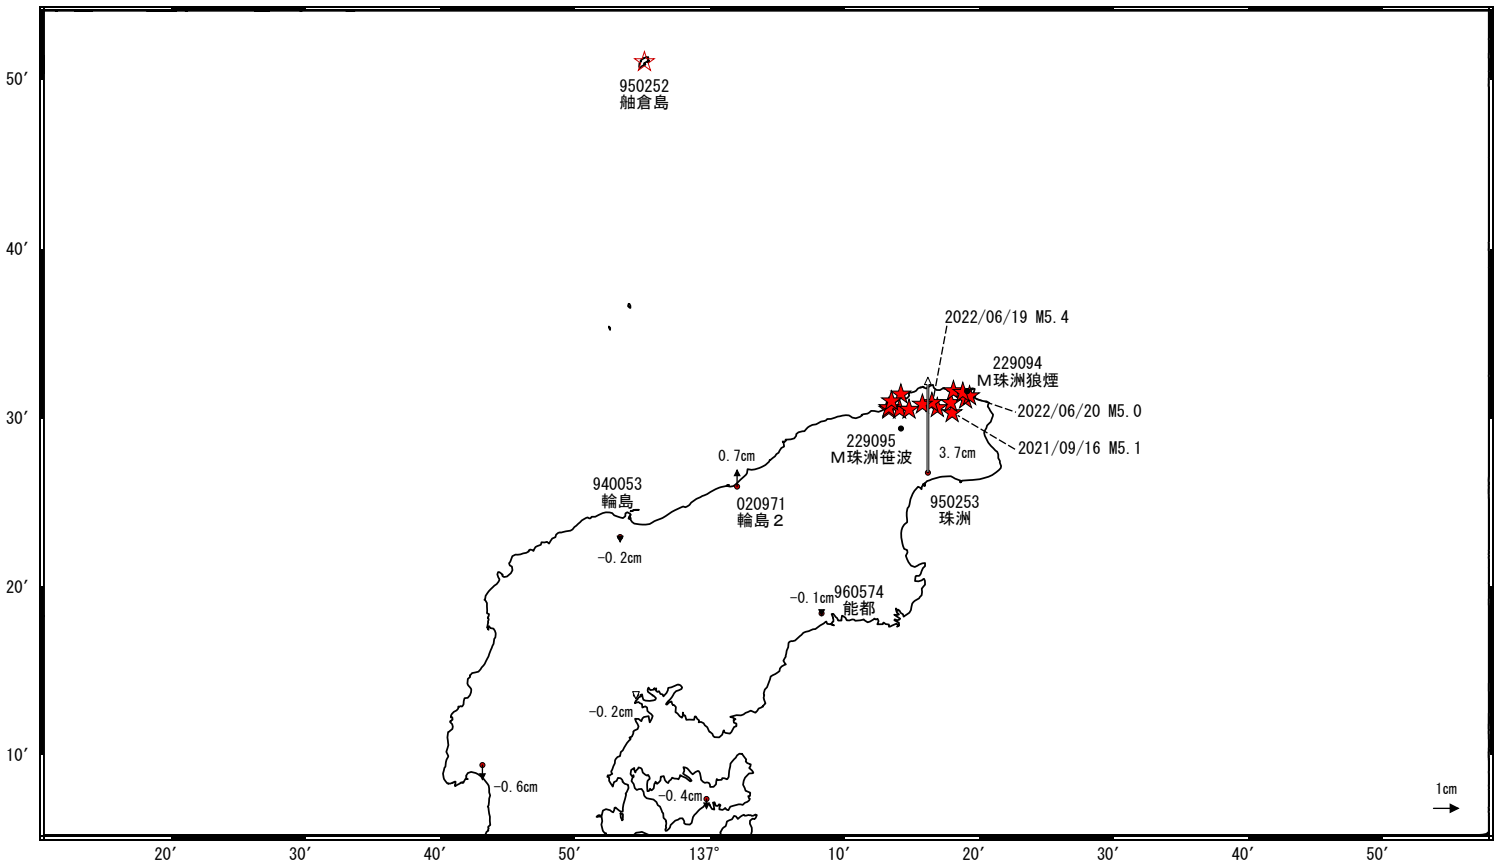 50′
950252
舳倉島
40′
2022/06/19 M5.4
229094
M珠洲狼煙
30′
2022/06/20 M5.0
229095
M珠洲笹波
2021/09/16 M5.1
3.7cm
0.7cm
940053
輪島
020971
輪島２
950253
珠洲
-0.2cm
20′
-0.1cm
960574
能都
-0.2cm
10′
-0.6cm
-0.4cm
1cm
20′ 30′ 40′ 50′ 137° 10′ 20′ 30′ 40′ 50′